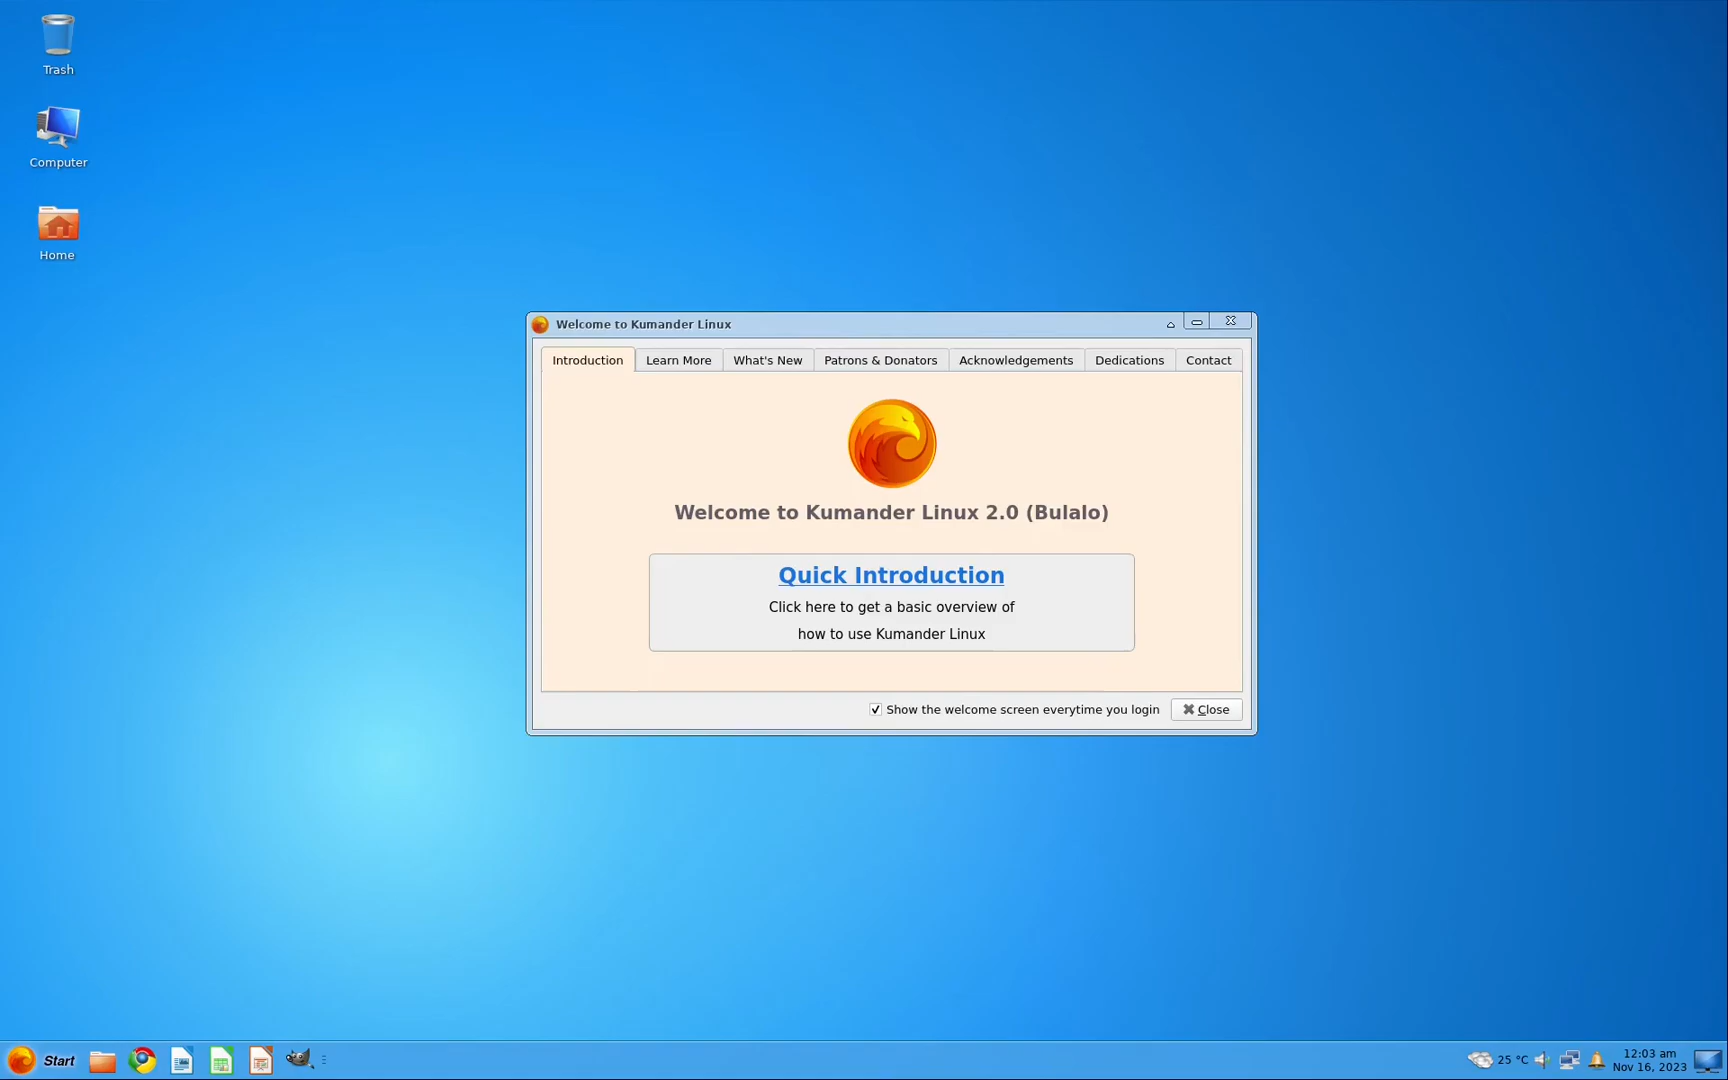 Trash
Computer
Home
Welcome to Kumander Linux
Introduction
Learn More
What's New
Patrons & Donators
Acknowledgements
Dedications
Contact
Welcome to Kumander Linux 2.0 (Bulalo)
Quick Introduction
Click here to get a basic overview of
how to use Kumander Linux
Show the welcome screen everytime you login
Close
Start
25 °C
12:03 am
Nov 16, 2023